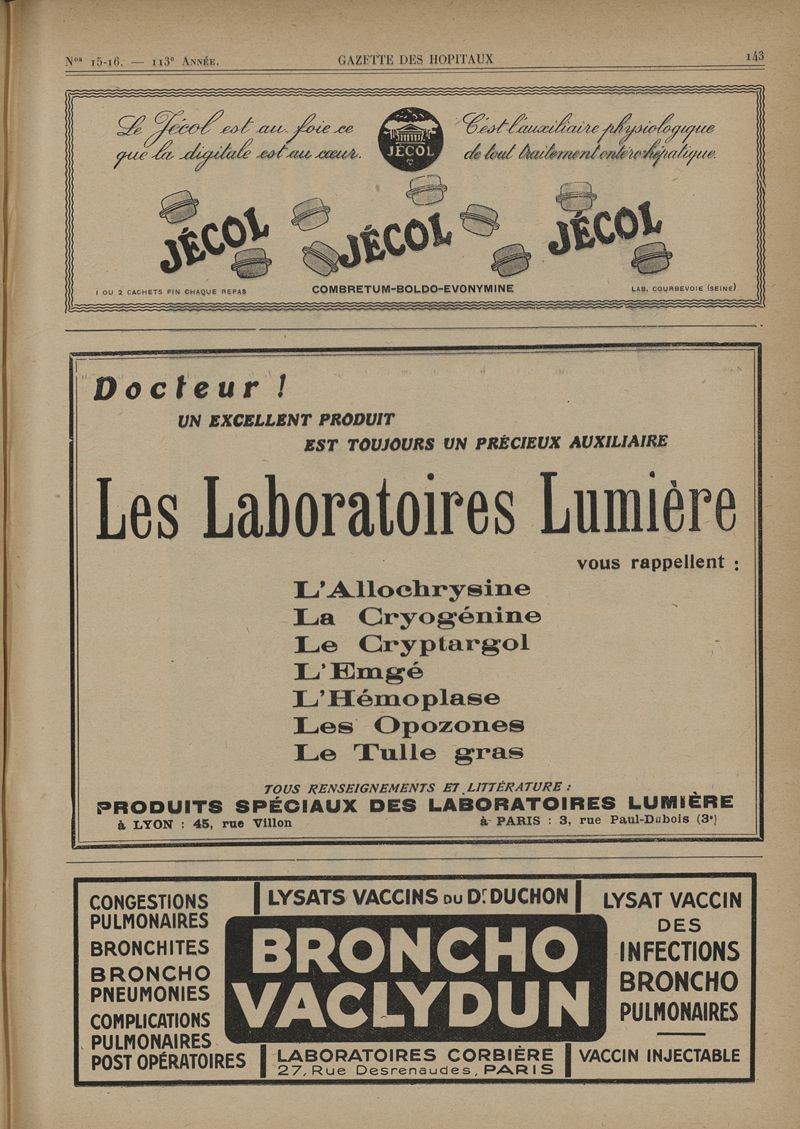 Nos 15-16. — 113e ANNÉE.
GAZETTE DES HOPITAUX
143
Le Jécol est au foie ce
que la digitale est au cœur.
JÉCOL
C'est l'auxiliaire physiologique
de tout traitement entéro-hépatique.
JÉCOL
JÉCOL
JÉCOL
1 OU 2 CACHETS FIN CHAQUE REPAS
COMBRETUM-BOLDO-EVONYMINE
LAB. COURBEVOIE (SEINE)
Docteur !
UN EXCELLENT PRODUIT
EST TOUJOURS UN PRÉCIEUX AUXILIAIRE
Les Laboratoires Lumière
vous rappellent :
L'Allochrysine
La Cryogénine
Le Cryptargol
L'Emgé
L'Hémoplase
Les Opozones
Le Tulle gras
TOUS RENSEIGNEMENTS ET LITTÉRATURE :
PRODUITS SPÉCIAUX DES LABORATOIRES LUMIÈRE
à LYON : 45, rue Villon
à PARIS : 3, rue Paul-Dubois (3e)
CONGESTIONS
PULMONAIRES
BRONCHITES
BRONCHO
PNEUMONIES
COMPLICATIONS
PULMONAIRES
POST OPÉRATOIRES
LYSATS VACCINS DU Dr DUCHON
BRONCHO
VACLYDUN
LABORATOIRES CORBIÈRE
27, Rue Desrenaudes, PARIS
LYSAT VACCIN
DES
INFECTIONS
BRONCHO
PULMONAIRES
VACCIN INJECTABLE